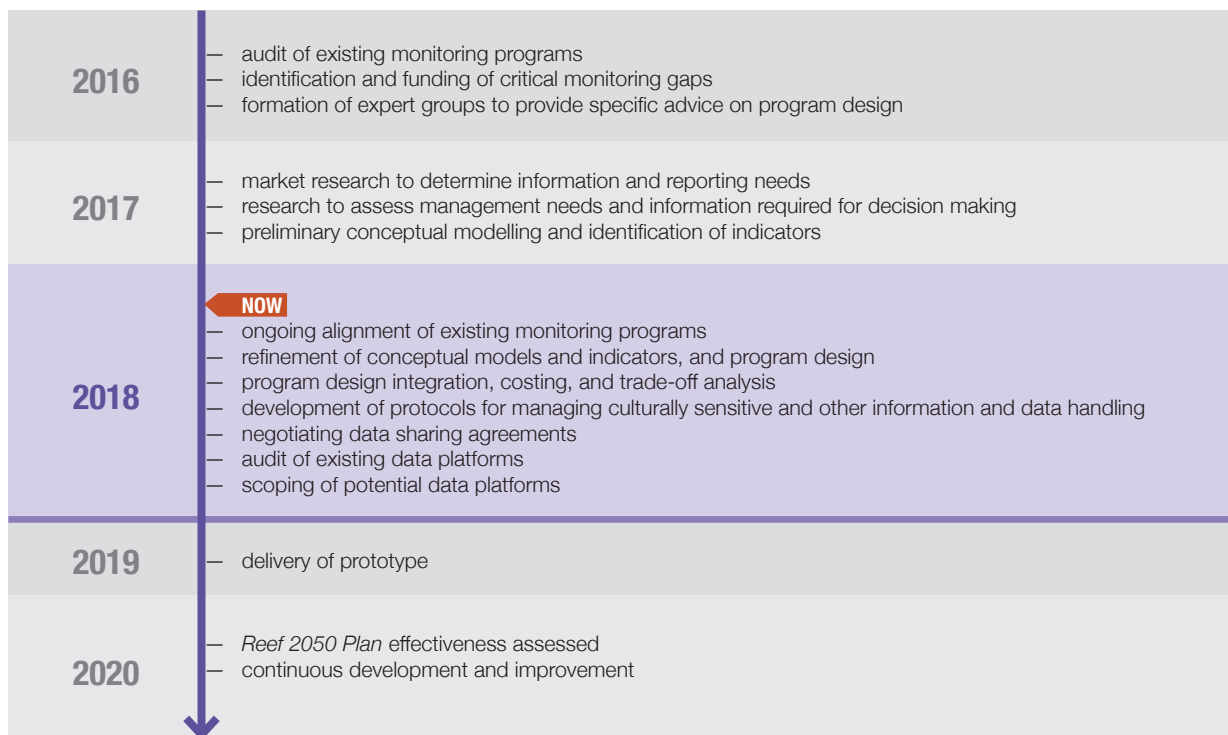 2016
— audit of existing monitoring programs
— identification and funding of critical monitoring gaps
— formation of expert groups to provide specific advice on program design
2017
— market research to determine information and reporting needs
— research to assess management needs and information required for decision making
— preliminary conceptual modelling and identification of indicators
2018
NOW
— ongoing alignment of existing monitoring programs
— refinement of conceptual models and indicators, and program design
— program design integration, costing, and trade-off analysis
— development of protocols for managing culturally sensitive and other information and data handling
— negotiating data sharing agreements
— audit of existing data platforms
— scoping of potential data platforms
2019
— delivery of prototype
2020
— Reef 2050 Plan effectiveness assessed
— continuous development and improvement